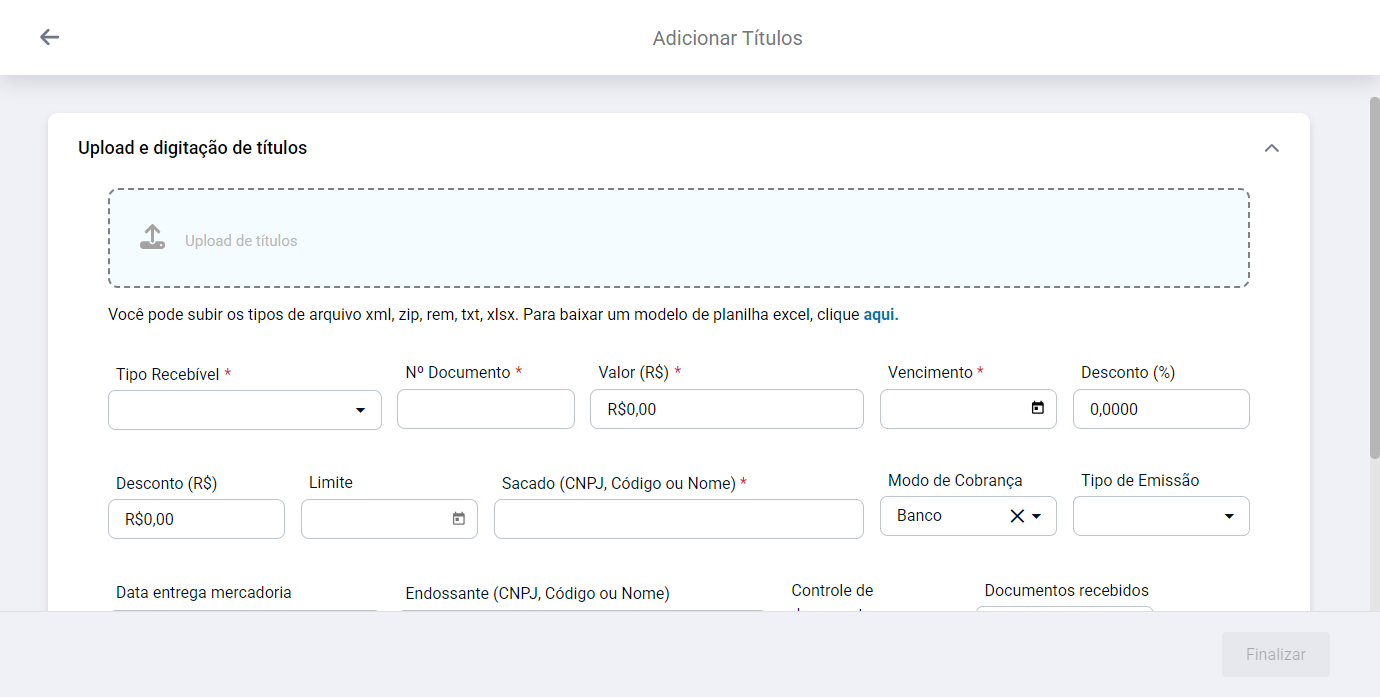 Adicionar Títulos
Upload e digitação de títulos
Upload de títulos
Você pode subir os tipos de arquivo xml, zip, rem, txt, xlsx. Para baixar um modelo de planilha excel, clique aqui.
Tipo Recebível *
Nº Documento *
Valor (R$) *
Vencimento *
Desconto (%)
R$0,00
0,0000
Desconto (R$)
Limite
Sacado (CNPJ, Código ou Nome) *
Modo de Cobrança
Tipo de Emissão
R$0,00
Banco
Data entrega mercadoria
Endossante (CNPJ, Código ou Nome)
Controle de
Documentos recebidos
Finalizar